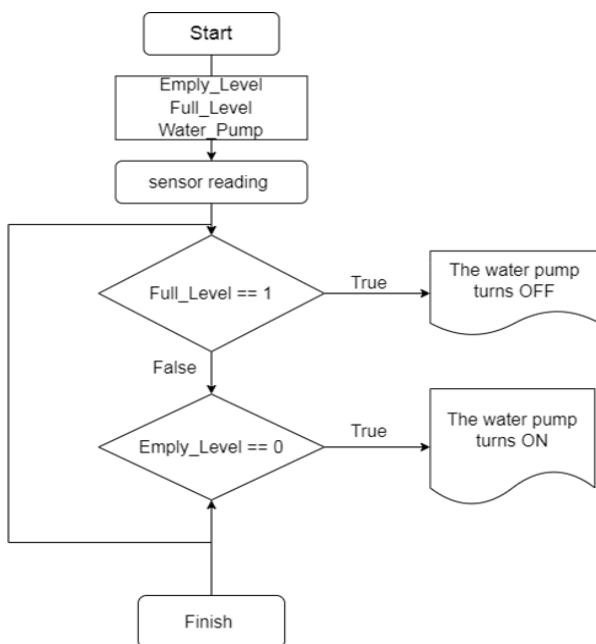 Start
Emply_Level
Full_Level
Water_Pump
sensor reading
Full_Level == 1
True
The water pump
turns OFF
False
Emply_Level == 0
True
The water pump
turns ON
Finish